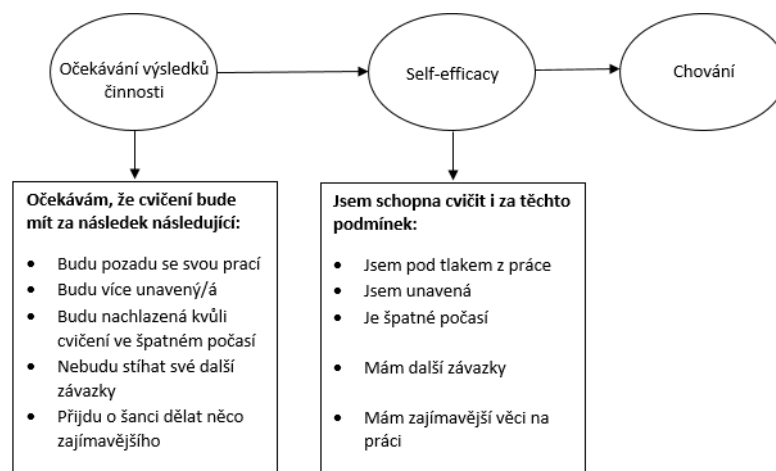 Očekávání výsledků
činnosti
Self-efficacy
Chování
Očekávám, že cvičení bude
mít za následek následující:
• Budu pozadu se svou prací
• Budu více unavený/á
• Budu nachlazená kvůli
cvičení ve špatném počasí
• Nebudu stíhat své další
závazky
• Přijdu o šanci dělat něco
zajímavějšího
Jsem schopna cvičit i za těchto
podmínek:
• Jsem pod tlakem z práce
• Jsem unavená
• Je špatné počasí
• Mám další závazky
• Mám zajímavější věci na
práci